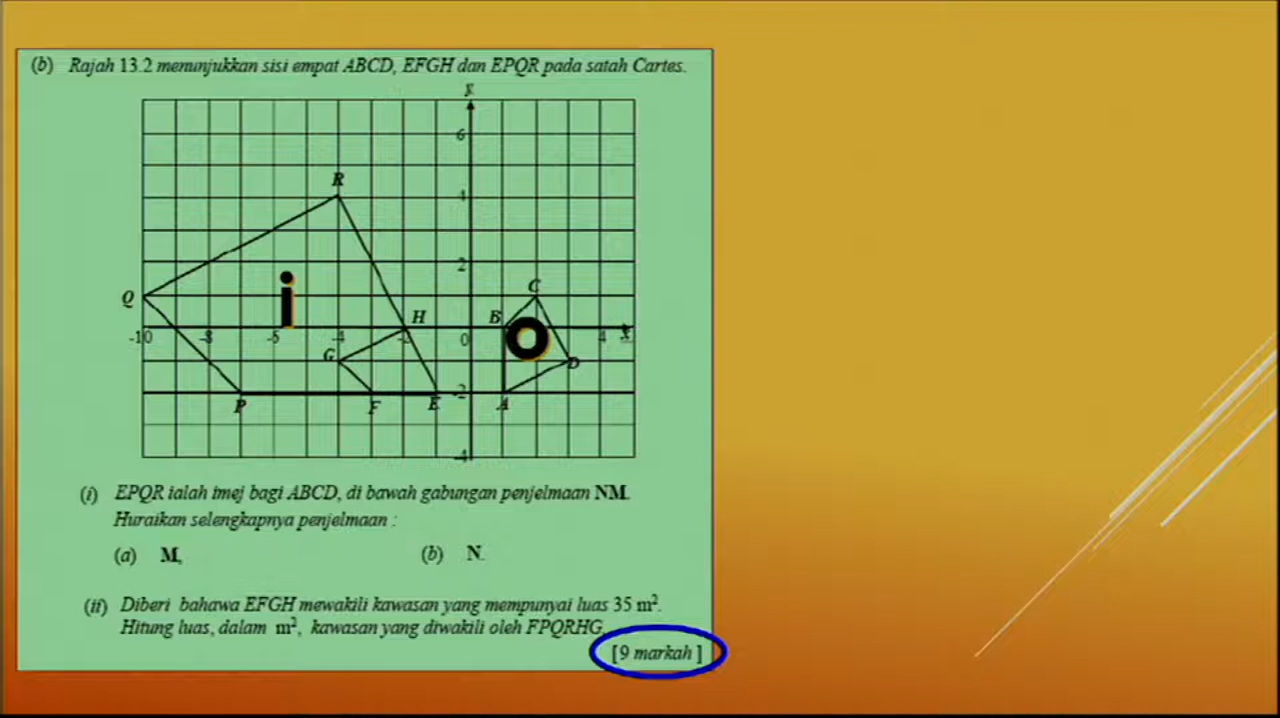 (b) Rajah 13.2 menunjukkan sisi empat ABCD, EFGH dan EPQR pada satah Cartes.
y
6
R
4
2
C
Q
i
H
B
O
-10 -8 -5 -4 -2 0 4 x
G
D
-2
P F E A
-4
(i) EPQR ialah imej bagi ABCD, di bawah gabungan penjelmaan NM.
Huraikan selengkapnya penjelmaan :
(a) M, (b) N.
(ii) Diberi bahawa EFGH mewakili kawasan yang mempunyai luas 35 m².
Hitung luas, dalam m², kawasan yang diwakili oleh FPQRHG.
[9 markah ]